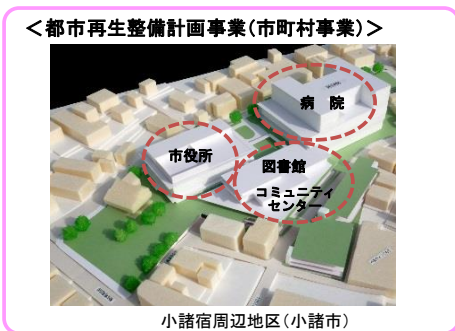 ＜都市再生整備計画事業（市町村事業）＞
病　院
市役所
図書館
コミュニティ
センター
小諸宿周辺地区（小諸市）